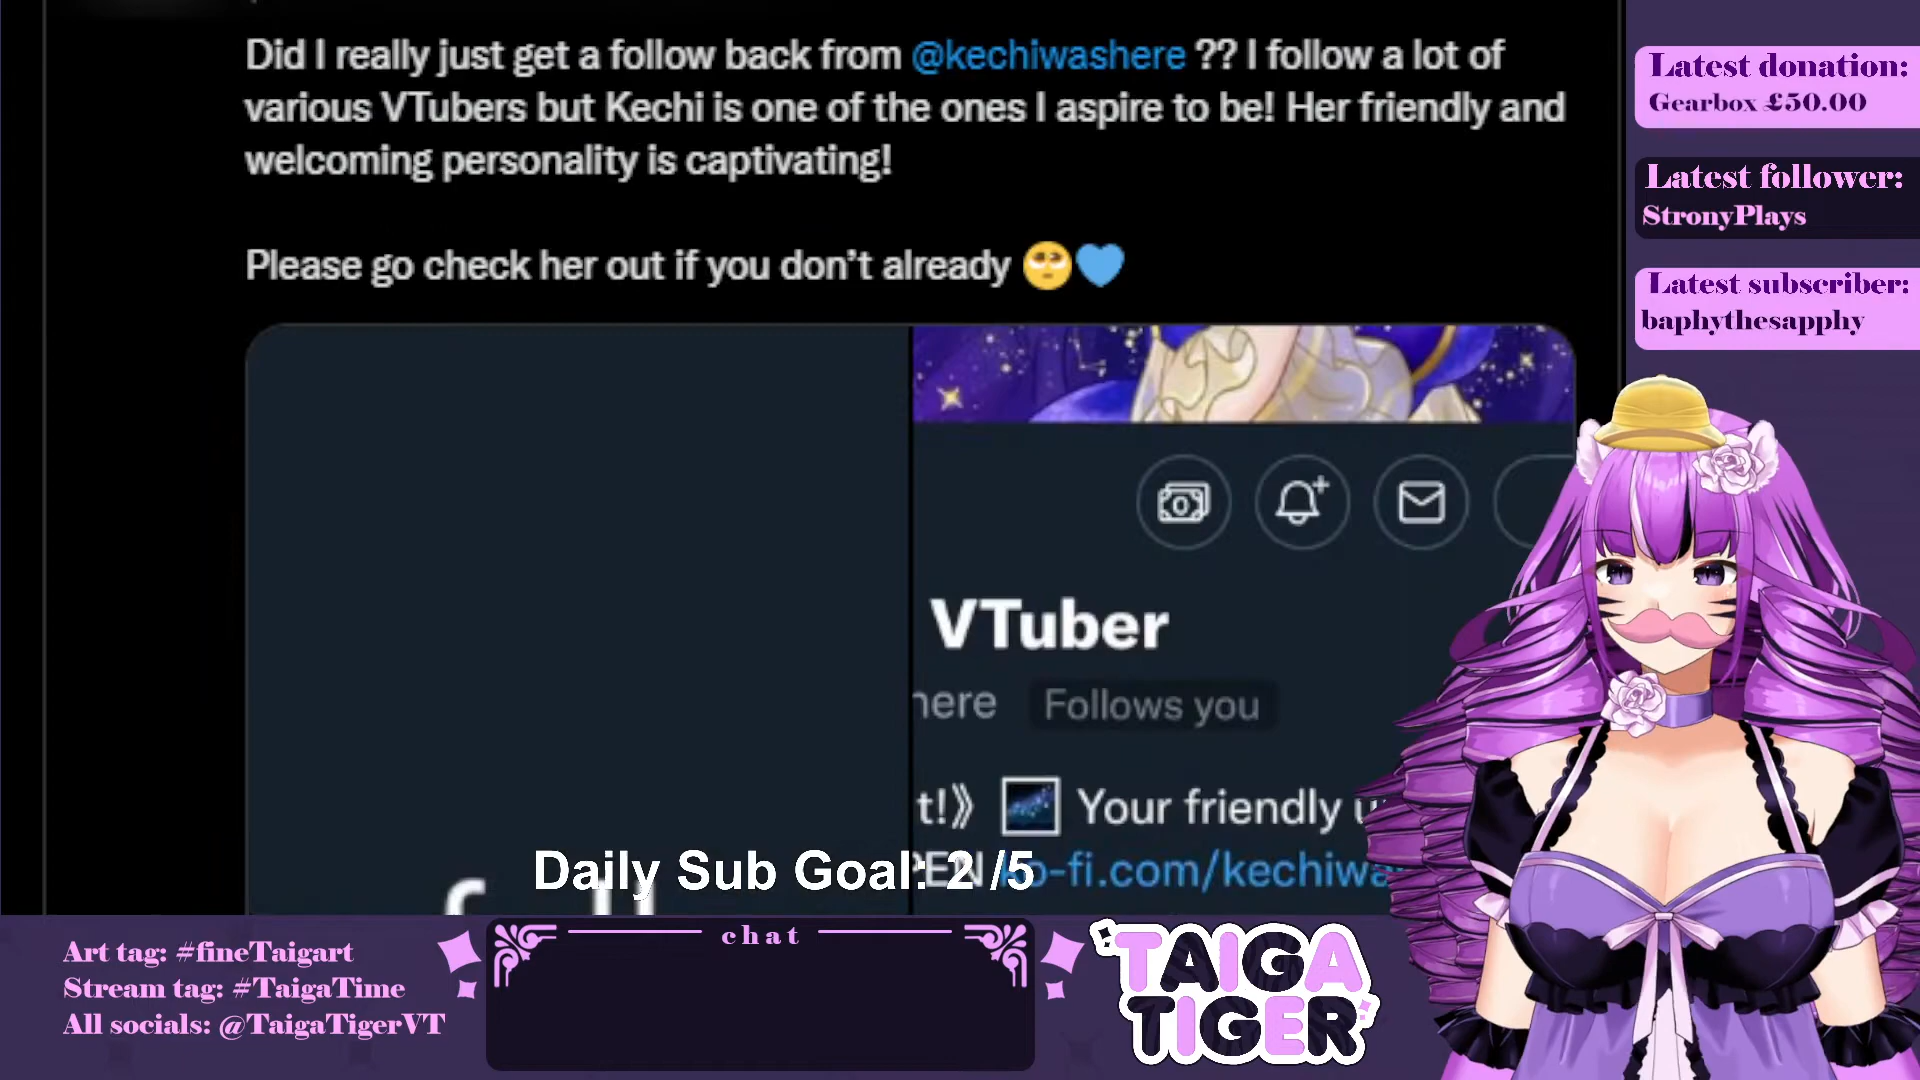 Did I really just get a follow back from @kechiwashere ?? I follow a lot of
various VTubers but Kechi is one of the ones I aspire to be! Her friendly and
welcoming personality is captivating!
Please go check her out if you don't already 🥺💙
VTuber
here Follows you
t!》 Your friendly
Daily Sub Goal: 2 /5
ko-fi.com/kechiwa
Latest donation:
Gearbox £50.00
Latest follower:
StronyPlays
Latest subscriber:
baphythesapphy
Art tag: #fineTaigart
Stream tag: #TaigaTime
All socials: @TaigaTigerVT
chat
TAIGA
TIGER